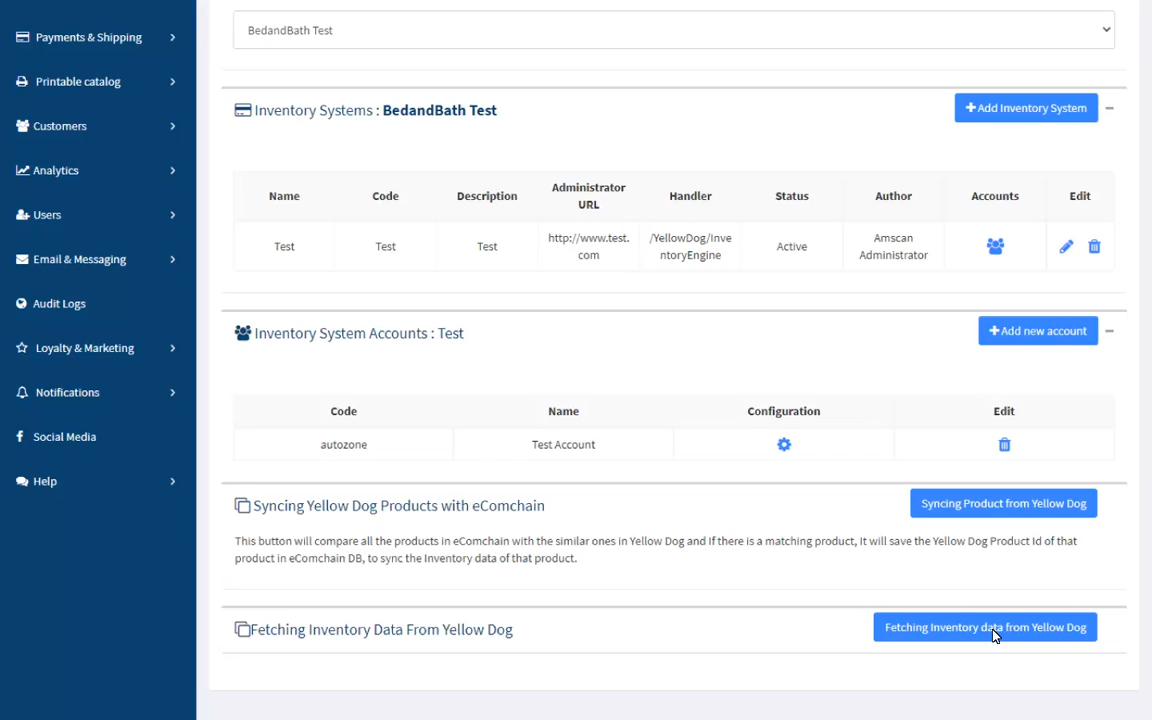 Payments & Shipping
Printable catalog
Customers
Analytics
Users
Email & Messaging
Audit Logs
Loyalty & Marketing
Notifications
Social Media
Help
BedandBath Test
Inventory Systems : BedandBath Test
+Add Inventory System
Name Code Description Administrator URL Handler Status Author Accounts Edit
Test Test Test http://www.test.com /YellowDog/InventoryEngine Active Amscan Administrator
Inventory System Accounts : Test
+Add new account
Code Name Configuration Edit
autozone Test Account
Syncing Yellow Dog Products with eComchain
Syncing Product from Yellow Dog
This button will compare all the products in eComchain with the similar ones in Yellow Dog and If there is a matching product, It will save the Yellow Dog Product Id of that
product in eComchain DB, to sync the Inventory data of that product.
Fetching Inventory Data From Yellow Dog
Fetching Inventory data from Yellow Dog